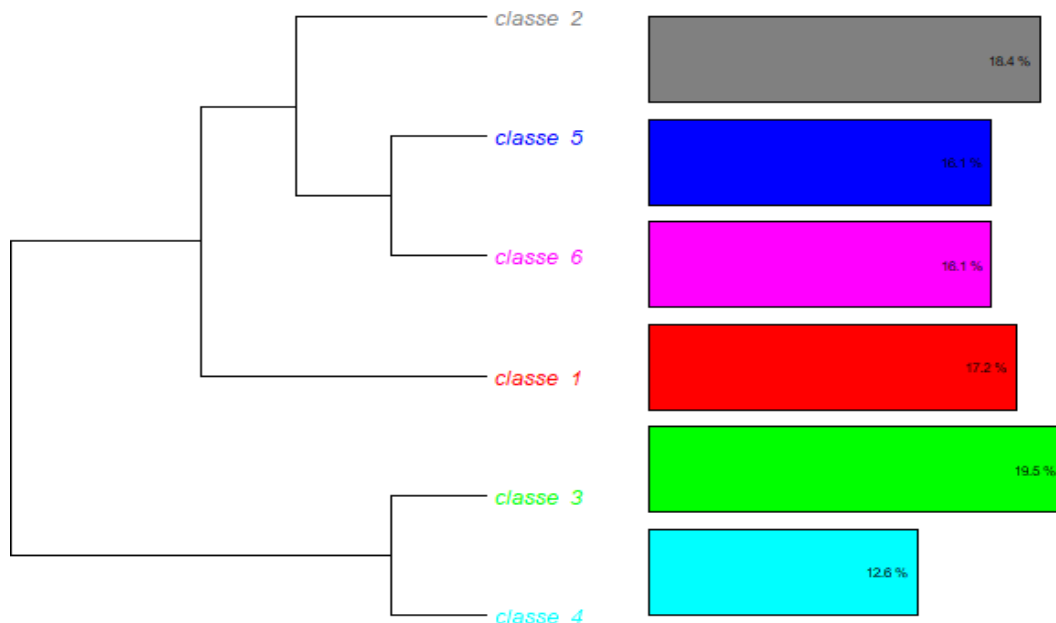 classe 2
18.4 %
classe 5
16.1 %
classe 6
16.1 %
classe 1
17.2 %
classe 3
19.5 %
classe 4
12.6 %